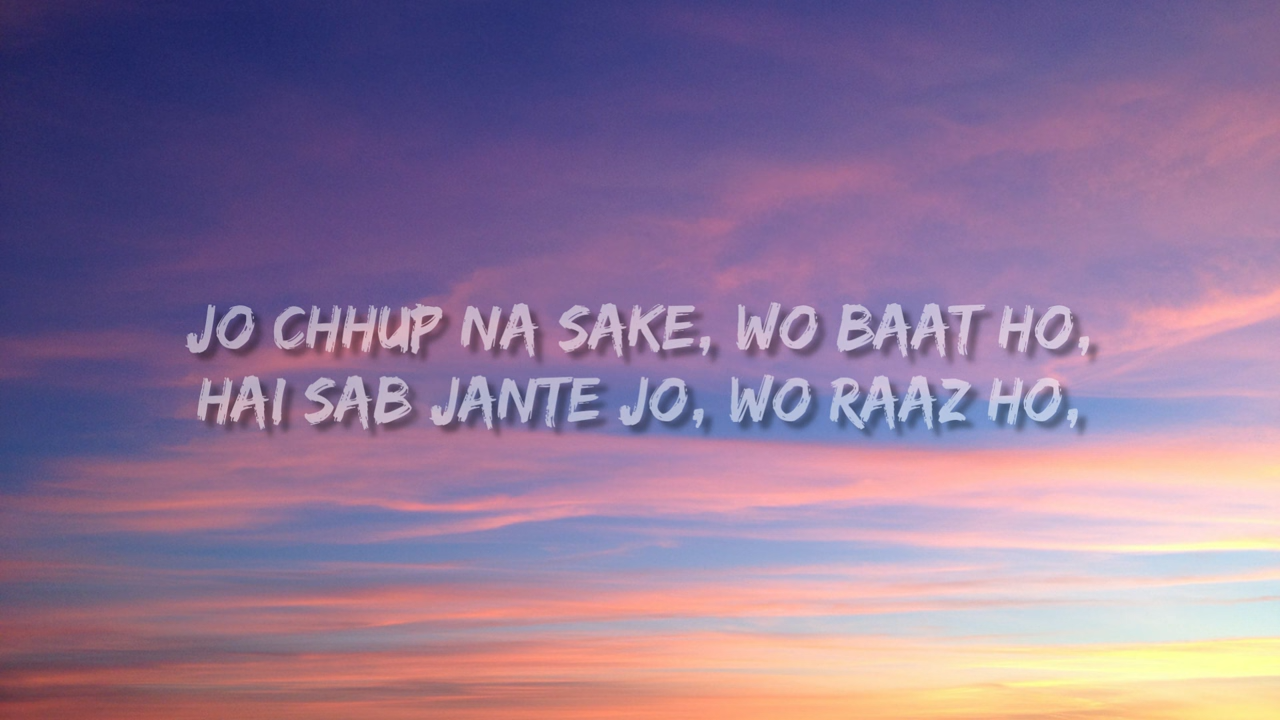 JO CHHUP NA SAKE, WO BAAT HO,
HAI SAB JANTE JO, WO RAAZ HO,